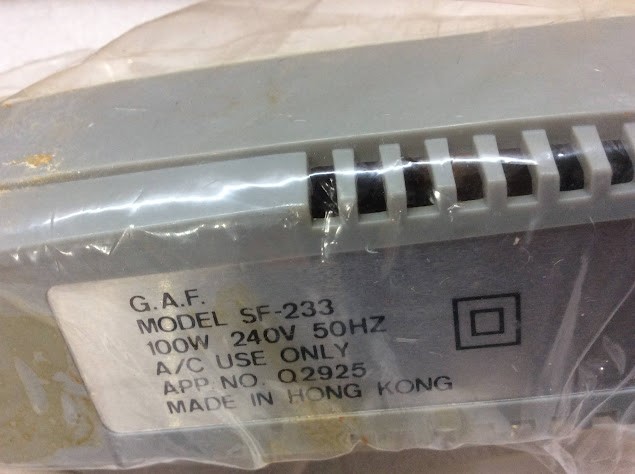 G.A.F.
MODEL SF-233
100W 240V 50HZ
A/C USE ONLY
APP. NO. Q2925
MADE IN HONG KONG